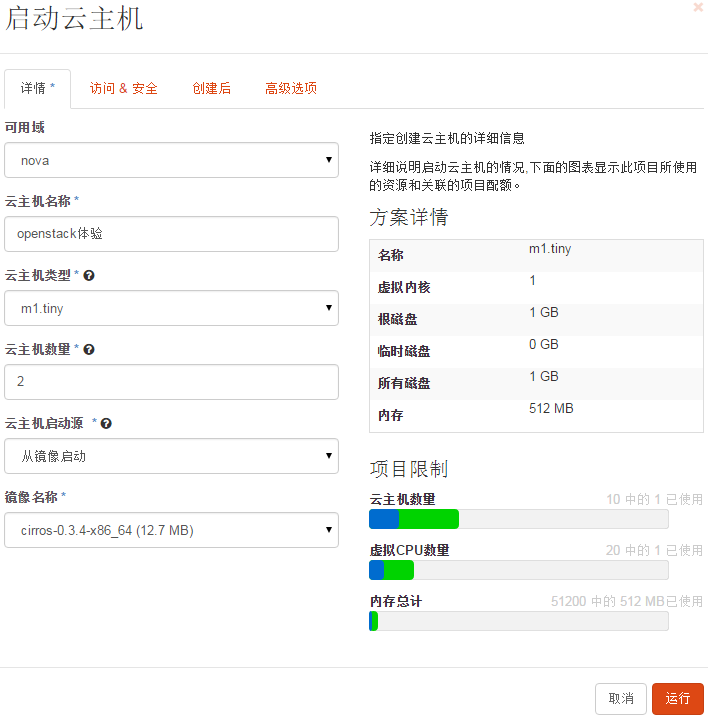 启动云主机
详情 *
访问 & 安全
创建后
高级选项
可用域
nova
云主机名称 *
openstack体验
云主机类型 *
m1.tiny
云主机数量 *
2
云主机启动源 *
从镜像启动
镜像名称 *
cirros-0.3.4-x86_64 (12.7 MB)
指定创建云主机的详细信息
详细说明启动云主机的情况,下面的图表显示此项目所使用
的资源和关联的项目配额。
方案详情
名称 m1.tiny
虚拟内核 1
根磁盘 1 GB
临时磁盘 0 GB
所有磁盘 1 GB
内存 512 MB
项目限制
云主机数量 10 中的 1 已使用
虚拟CPU数量 20 中的 1 已使用
内存总计 51200 中的 512 MB已使用
取消
运行